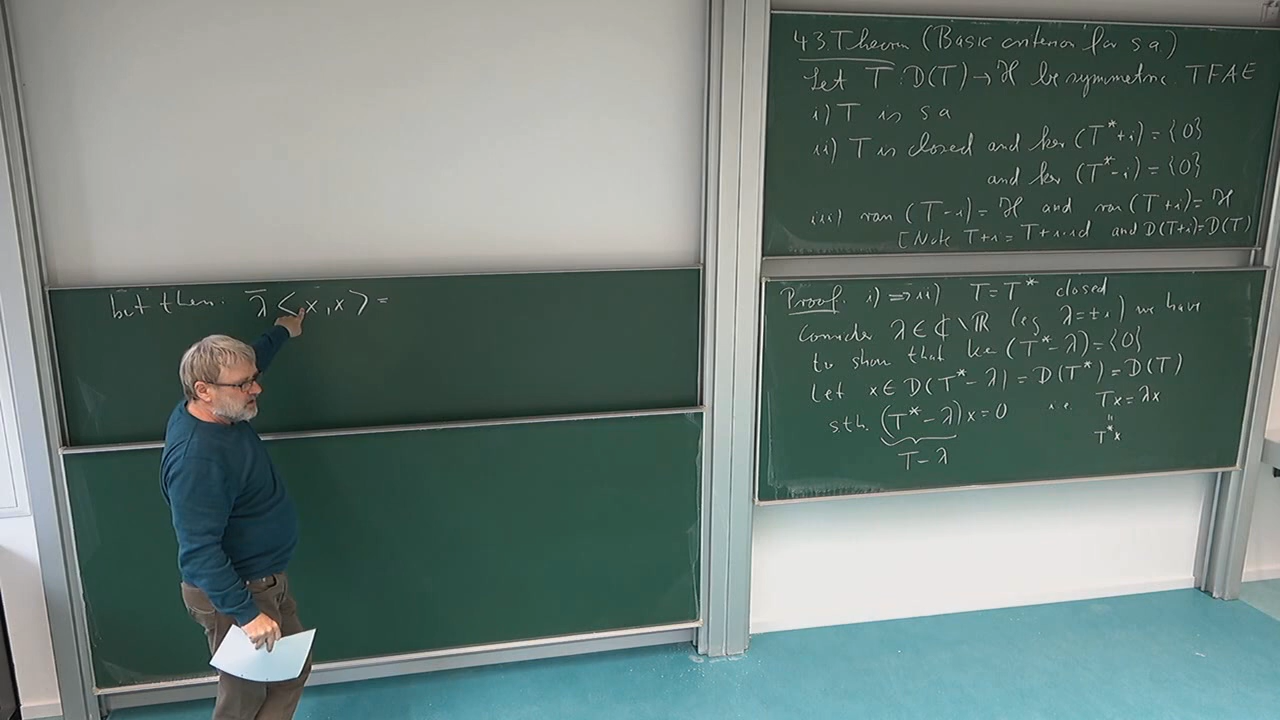 but then: λ̅ <x, x> =
43. Theorem (Basic criterion for s a)
Let T: D(T) → ℋ be symmetric. TFAE
i) T is s a
ii) T is closed and ker (T* + i) = {0}
and ker (T* - i) = {0}
iii) ran (T - i) = ℋ and ran (T + i) = ℋ
[Note T + i = T + i · id and D(T+i) = D(T)
Proof. i) ⟹ ii) T = T* closed
Consider λ ∈ ℂ \ ℝ (eg λ = ± i) we have
to show that ke (T* - λ) = {0}
Let x ∈ D(T* - λ) = D(T*) = D(T)
s th. (T* - λ) x = 0 i.e. Tx = λx
T - λ
=
T*x